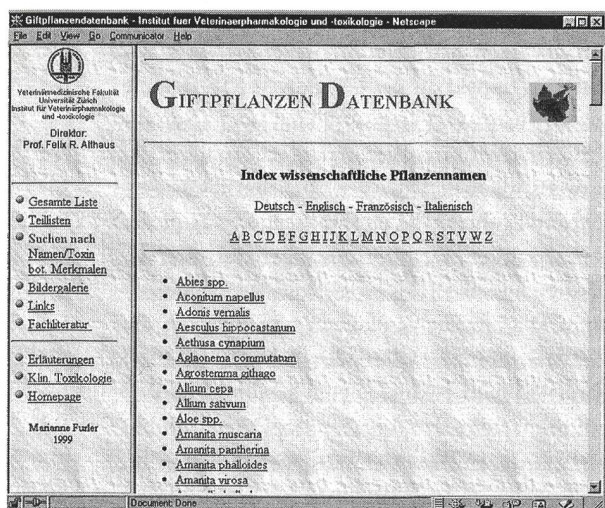 Giftpflanzendatenbank - Institut fuer Veterinaerpharmakologie und -toxikologie - Netscape
File Edit View Go Communicator Help
Veterinärmedizinische Fakultät
Universität Zürich
Institut für Veterinärpharmakologie
und -toxikologie
Direktor:
Prof. Felix R. Althaus
Gesamte Liste
Teillisten
Suchen nach
Namen/Toxin
bot. Merkmalen
Bildergalerie
Links
Fachliteratur
Erläuterungen
Klin. Toxikologie
Homepage
Marianne Furler
1999
GIFTPFLANZEN DATENBANK
Index wissenschaftliche Pflanzennamen
Deutsch - Englisch - Französisch - Italienisch
A B C D E F G H I J K L M N O P Q R S T V W Z
Abies spp.
Aconitum napellus
Adonis vernalis
Aesculus hippocastanum
Aethusa cynapium
Aglaonema commutatum
Agrostemma githago
Allium cepa
Allium sativum
Aloe spp.
Amanita muscaria
Amanita pantherina
Amanita phalloides
Amanita virosa
Document: Done